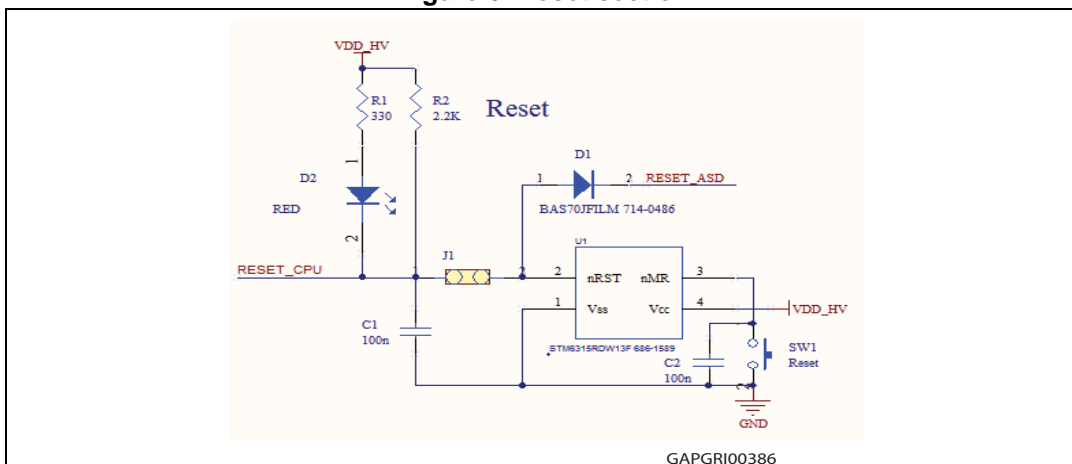 VDD_HV
R1
330
R2
2.2K
Reset
D1
1
2
RESET_ASD
BAS70JFILM 714-0486
1
D2
RED
2
U1
J1
RESET_CPU
2
nRST
nMR
3
1
Vss
Vcc
4
VDD_HV
C1
100n
STM6315RDW13F 686-1589
C2
100n
SW1
Reset
2
GND
GAPGRI00386